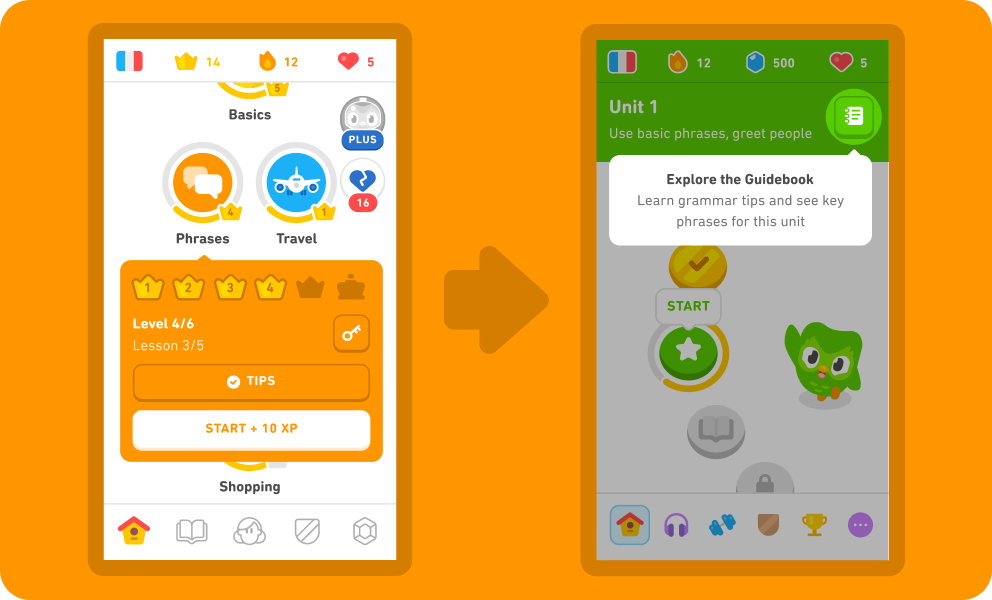 14
12
5
5
Basics
PLUS
16
4
1
Phrases
Travel
1
2
3
4
Level 4/6
Lesson 3/5
TIPS
START + 10 XP
Shopping
12
500
5
Unit 1
Use basic phrases, greet people
Explore the Guidebook
Learn grammar tips and see key
phrases for this unit
START